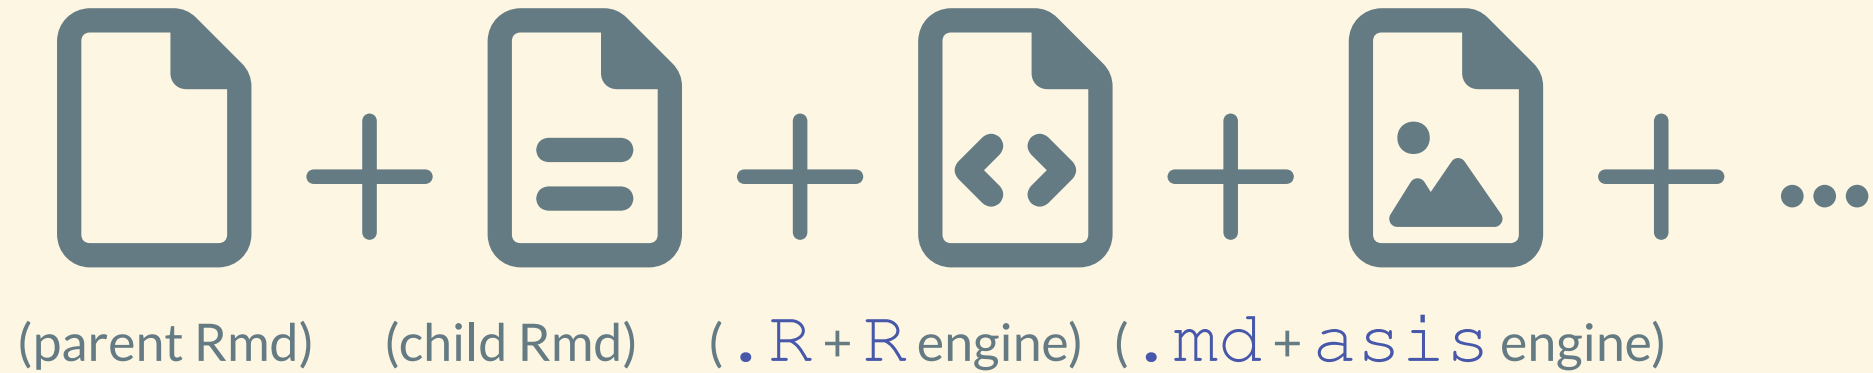 (parent Rmd) (child Rmd) (.R + R engine) (.md + asis engine)